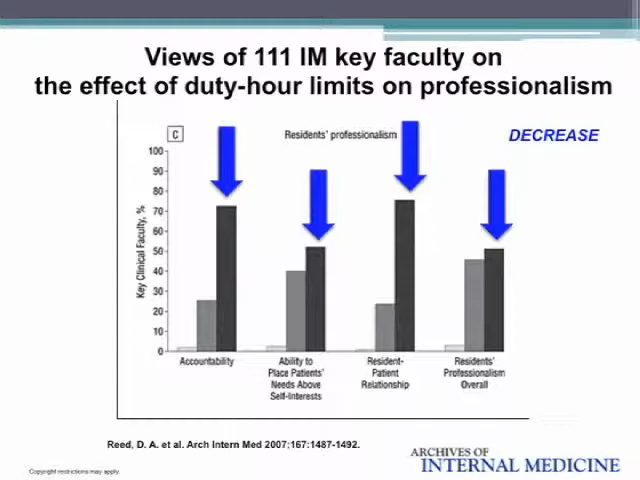 Views of 111 IM key faculty on
the effect of duty-hour limits on professionalism
C
Residents' professionalism
DECREASE
100
90
80
70
60
50
40
30
20
10
0
Key Clinical Faculty, %
Accountability
Ability to
Place Patients'
Needs Above
Self-Interests
Resident-
Patient
Relationship
Residents'
Professionalism
Overall
Reed, D. A. et al. Arch Intern Med 2007;167:1487-1492.
ARCHIVES OF
INTERNAL MEDICINE
Copyright restrictions may apply.